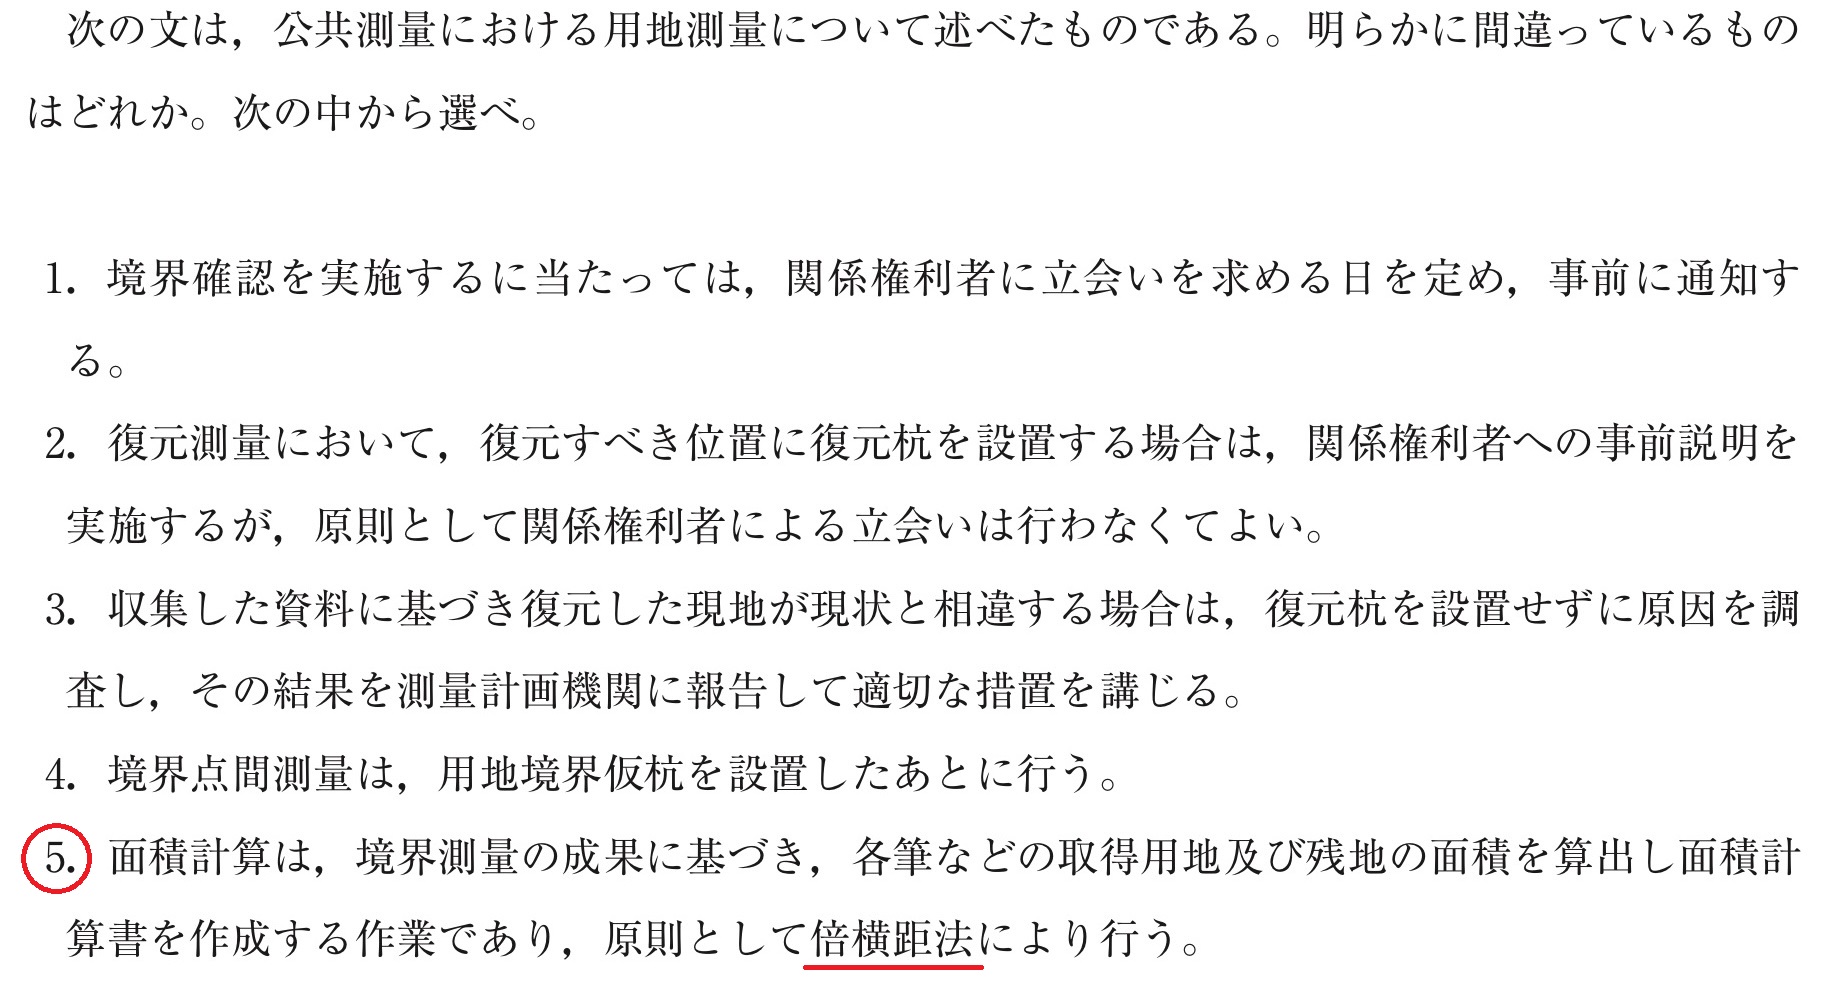 次の文は，公共測量における用地測量について述べたものである。明らかに間違っているもの
はどれか。次の中から選べ。
1. 境界確認を実施するに当たっては，関係権利者に立会いを求める日を定め，事前に通知す
る。
2. 復元測量において，復元すべき位置に復元杭を設置する場合は，関係権利者への事前説明を
実施するが，原則として関係権利者による立会いは行わなくてよい。
3. 収集した資料に基づき復元した現地が現状と相違する場合は，復元杭を設置せずに原因を調
査し，その結果を測量計画機関に報告して適切な措置を講じる。
4. 境界点間測量は，用地境界仮杭を設置したあとに行う。
5. 面積計算は，境界測量の成果に基づき，各筆などの取得用地及び残地の面積を算出し面積計
算書を作成する作業であり，原則として倍横距法により行う。